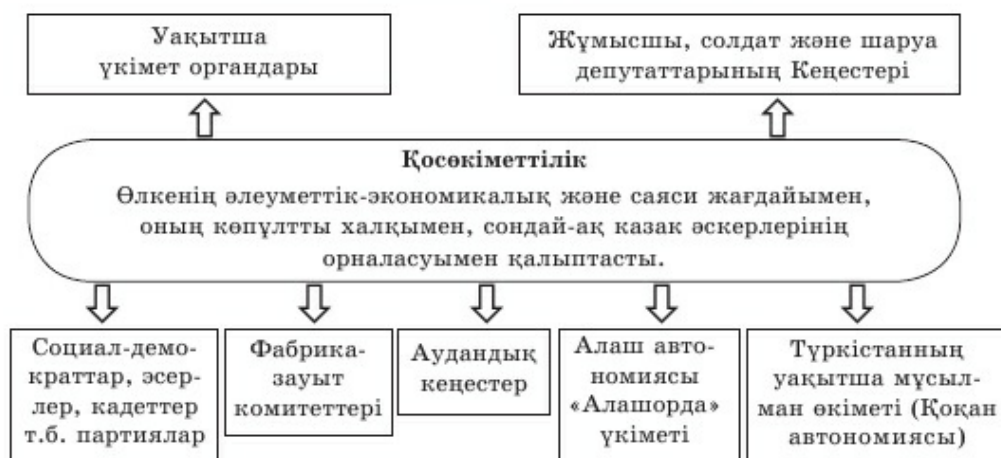 Уақытша
үкімет органдары
Жұмысшы, солдат және шаруа
депутаттарының Кеңестері
Қосөкіметтілік
Өлкенің әлеуметтік-экономикалық және саяси жағдайымен,
оның көпұлтты халқымен, сондай-ақ казак әскерлерінің
орналасуымен қалыптасты.
Социал-демо-
краттар, эсер-
лер, кадеттер
т.б. партиялар
Фабрика-
зауыт
комитеттері
Аудандық
кеңестер
Алаш авто-
номиясы
«Алашорда»
үкіметі
Түркістанның
уақытша мұсыл-
ман өкіметі (Қоқан
автономиясы)